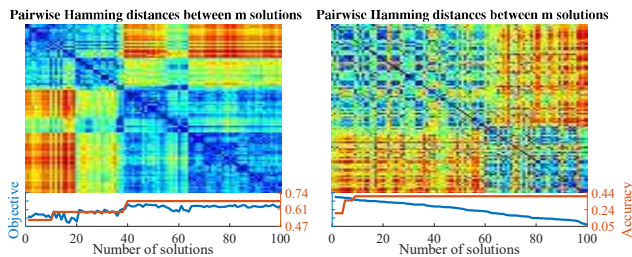 Pairwise Hamming distances between m solutions
Pairwise Hamming distances between m solutions
Objective
0.74
0.61
0.47
0 20 40 60 80 100
Number of solutions
0.44
0.24
0.05
Accuracy
0 20 40 60 80 100
Number of solutions